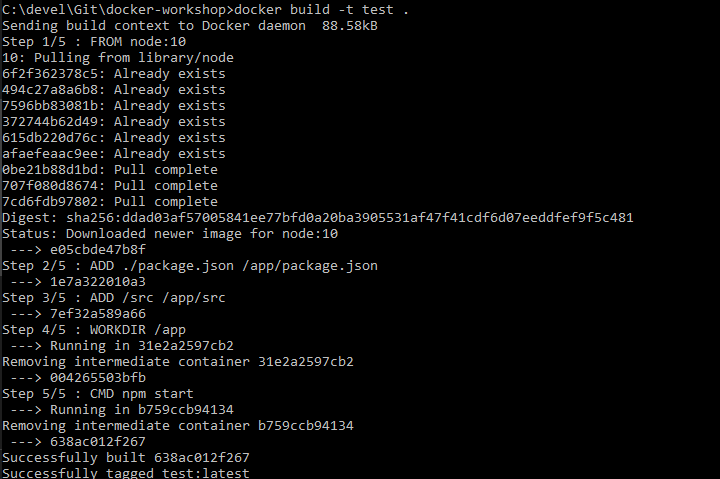 C:\devel\Git\docker-workshop>docker build -t test .
Sending build context to Docker daemon  88.58kB
Step 1/5 : FROM node:10
10: Pulling from library/node
6f2f362378c5: Already exists
494c27a8a6b8: Already exists
7596bb83081b: Already exists
372744b62d49: Already exists
615db220d76c: Already exists
afaefeaac9ee: Already exists
0be21b88d1bd: Pull complete
707f080d8674: Pull complete
7cd6fdb97802: Pull complete
Digest: sha256:ddad03af57005841ee77bfd0a20ba3905531af47f41cdf6d07eeddfef9f5c481
Status: Downloaded newer image for node:10
 ---> e05cbde47b8f
Step 2/5 : ADD ./package.json /app/package.json
 ---> 1e7a322010a3
Step 3/5 : ADD /src /app/src
 ---> 7ef32a589a66
Step 4/5 : WORKDIR /app
 ---> Running in 31e2a2597cb2
Removing intermediate container 31e2a2597cb2
 ---> 004265503bfb
Step 5/5 : CMD npm start
 ---> Running in b759ccb94134
Removing intermediate container b759ccb94134
 ---> 638ac012f267
Successfully built 638ac012f267
Successfully tagged test:latest